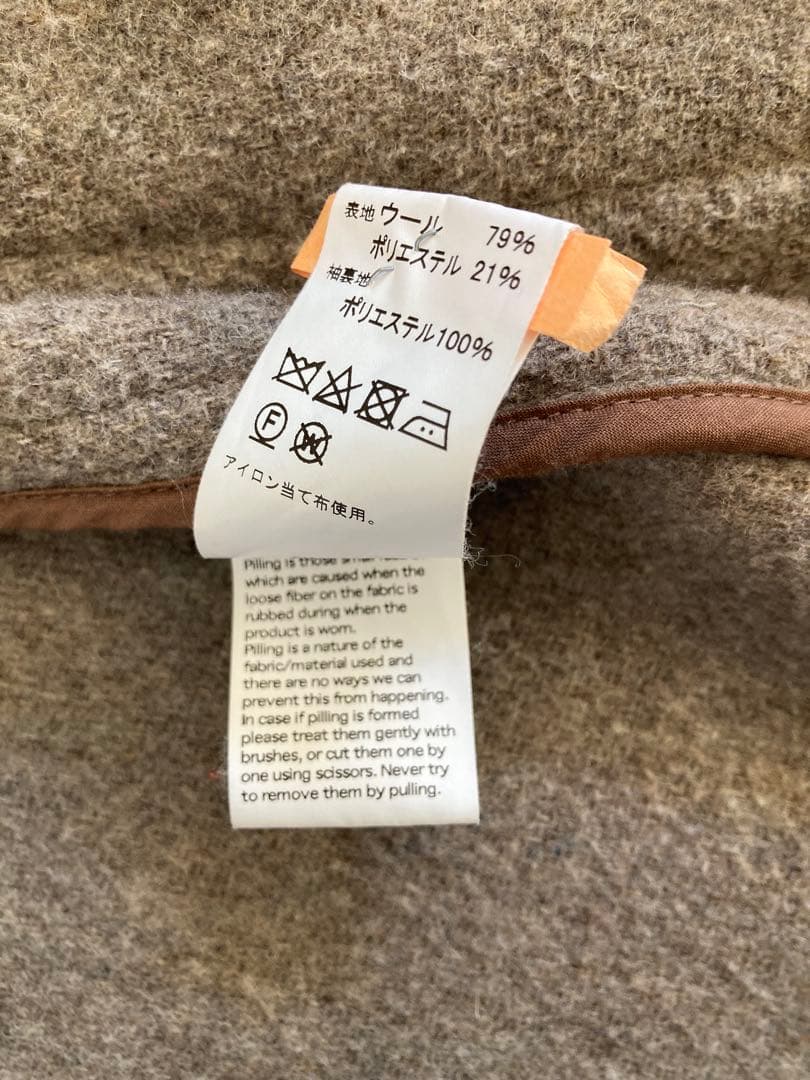 表地 ウール 79%
ポリエステル 21%
袖裏地
ポリエステル100%
F
W
アイロン当て布使用。
Pilling is those small
which are caused when the
loose fiber on the fabric is
rubbed during when the
product is worn.
Pilling is a nature of the
fabric/material used and
there are no ways we can
prevent this from happening.
In case if pilling is formed
please treat them gently with
brushes, or cut them one by
one using scissors. Never try
to remove them by pulling.